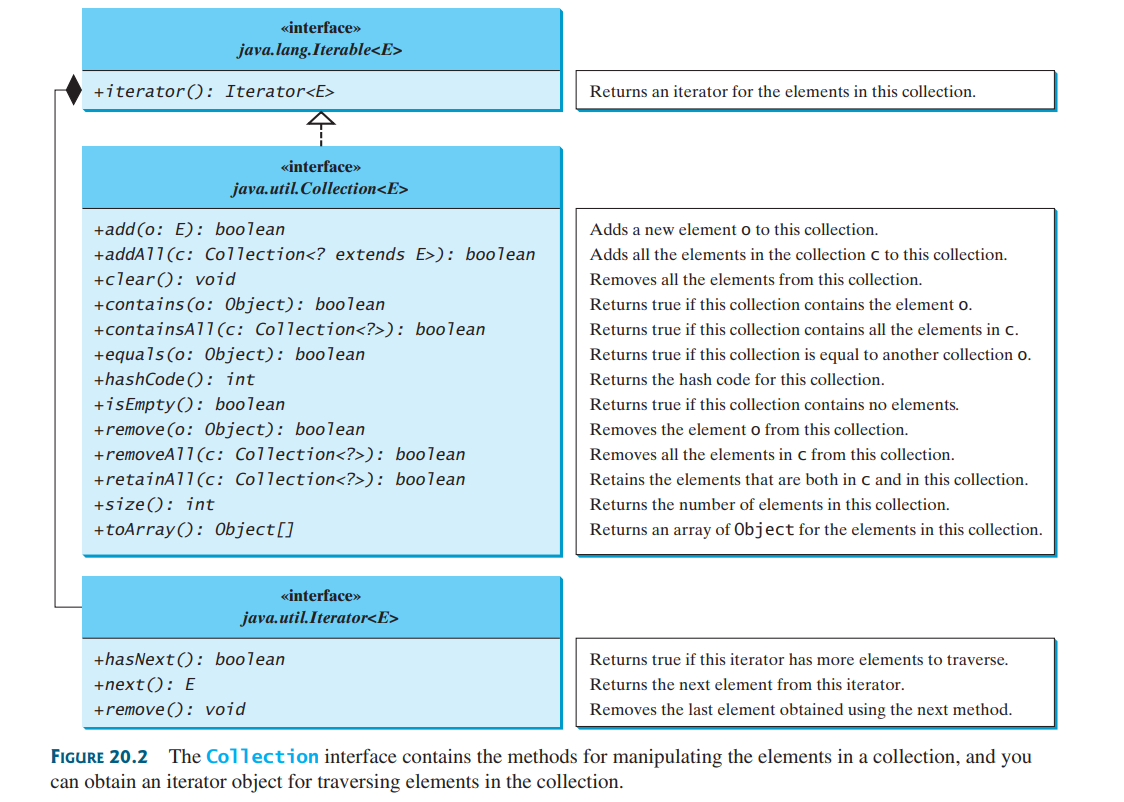 «interface»
java.lang.Iterable<E>
+iterator(): Iterator<E>
Returns an iterator for the elements in this collection.
«interface»
java.util.Collection<E>
+add(o: E): boolean
Adds a new element o to this collection.
+addAll(c: Collection<? extends E>): boolean
Adds all the elements in the collection c to this collection.
+clear(): void
Removes all the elements from this collection.
+contains(o: Object): boolean
Returns true if this collection contains the element o.
+containsAll(c: Collection<?>): boolean
Returns true if this collection contains all the elements in c.
+equals(o: Object): boolean
Returns true if this collection is equal to another collection o.
+hashCode(): int
Returns the hash code for this collection.
+isEmpty(): boolean
Returns true if this collection contains no elements.
+remove(o: Object): boolean
Removes the element o from this collection.
+removeAll(c: Collection<?>): boolean
Removes all the elements in c from this collection.
+retainAll(c: Collection<?>): boolean
Retains the elements that are both in c and in this collection.
+size(): int
Returns the number of elements in this collection.
+toArray(): Object[]
Returns an array of Object for the elements in this collection.
«interface»
java.util.Iterator<E>
+hasNext(): boolean
Returns true if this iterator has more elements to traverse.
+next(): E
Returns the next element from this iterator.
+remove(): void
Removes the last element obtained using the next method.
FIGURE 20.2 The Collection interface contains the methods for manipulating the elements in a collection, and you
can obtain an iterator object for traversing elements in the collection.